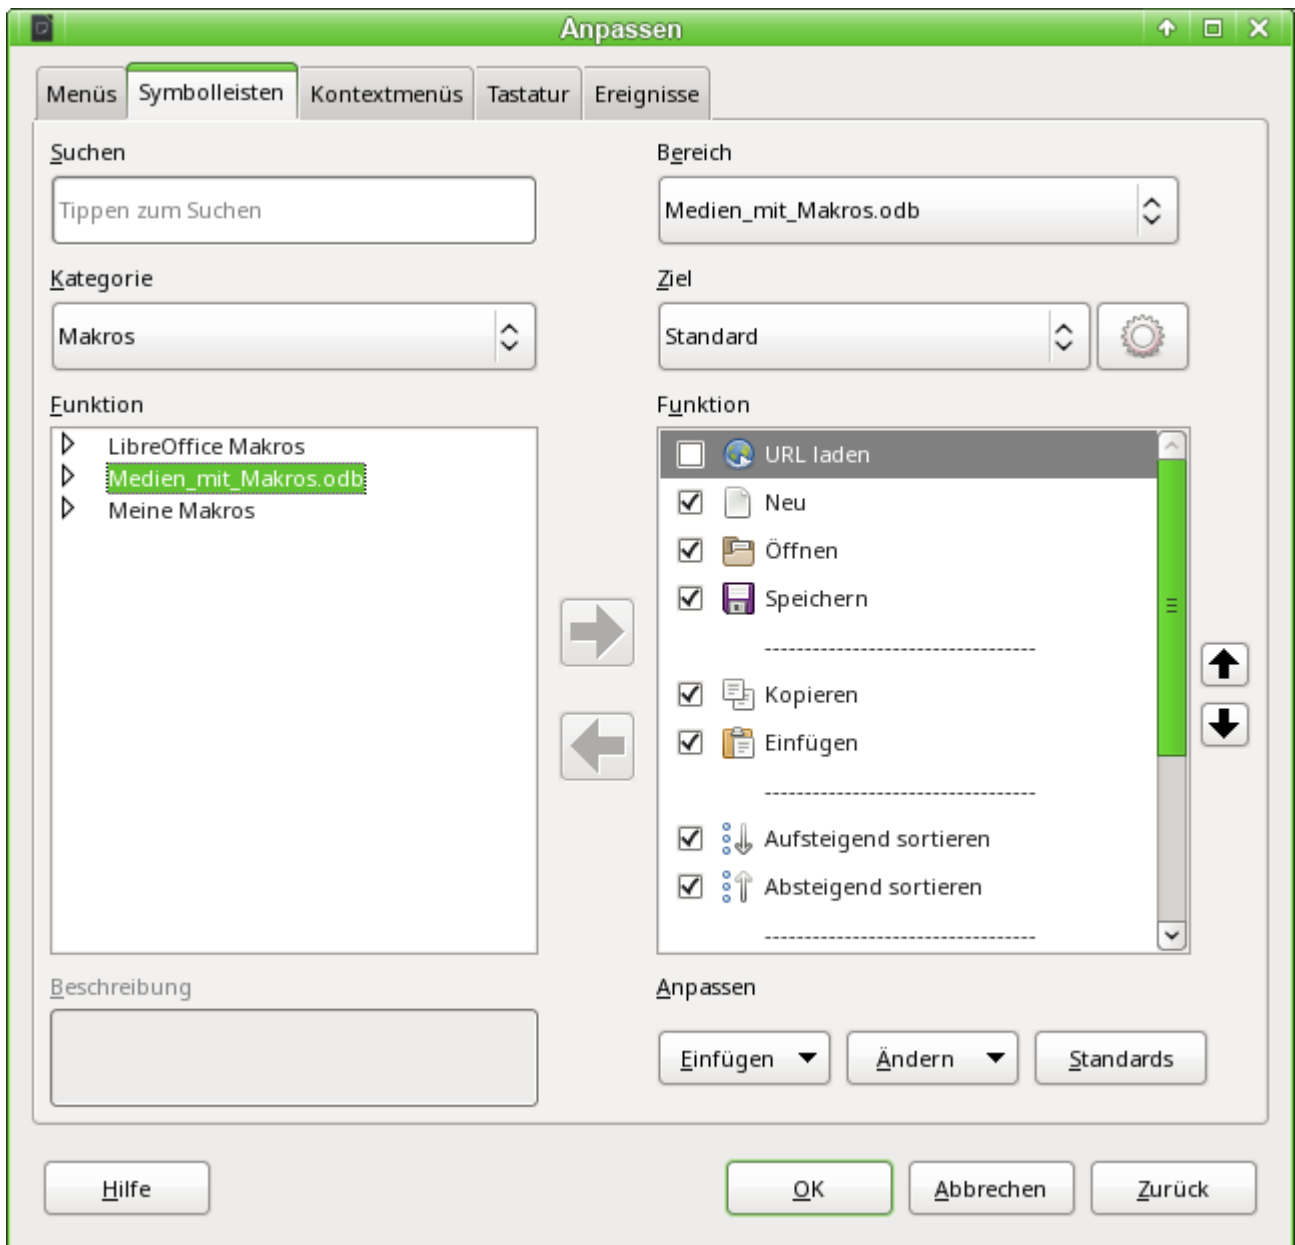 Anpassen
Menüs
Symbolleisten
Kontextmenüs
Tastatur
Ereignisse
Suchen
Tippen zum Suchen
Kategorie
Makros
Funktion
LibreOffice Makros
Medien_mit_Makros.odb
Meine Makros
Beschreibung
Bereich
Medien_mit_Makros.odb
Ziel
Standard
Funktion
URL laden
Neu
Öffnen
Speichern
---------------------------------
Kopieren
Einfügen
---------------------------------
Aufsteigend sortieren
Absteigend sortieren
---------------------------------
Anpassen
Einfügen
Ändern
Standards
Hilfe
OK
Abbrechen
Zurück